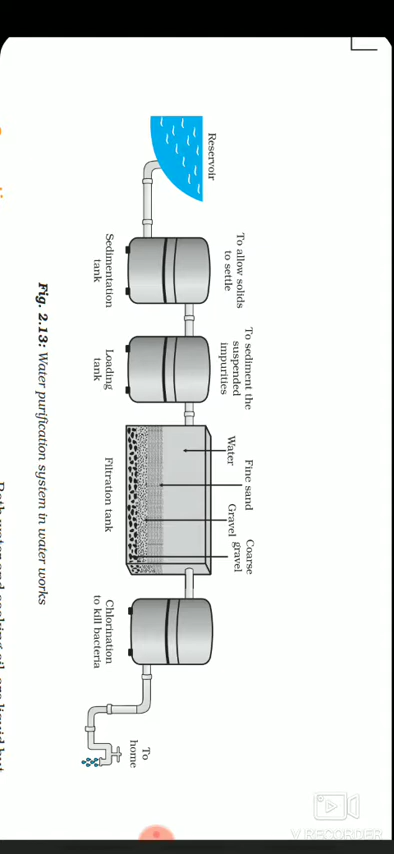 Reservoir
To allow solids
to settle
Sedimentation
tank
To sediment the
suspended
impurities
Loading
tank
Water
Fine sand
Gravel
Coarse
gravel
Filtration tank
Chlorination
to kill bacteria
To
home
Fig. 2.13: Water purification system in water works
V RECORDER